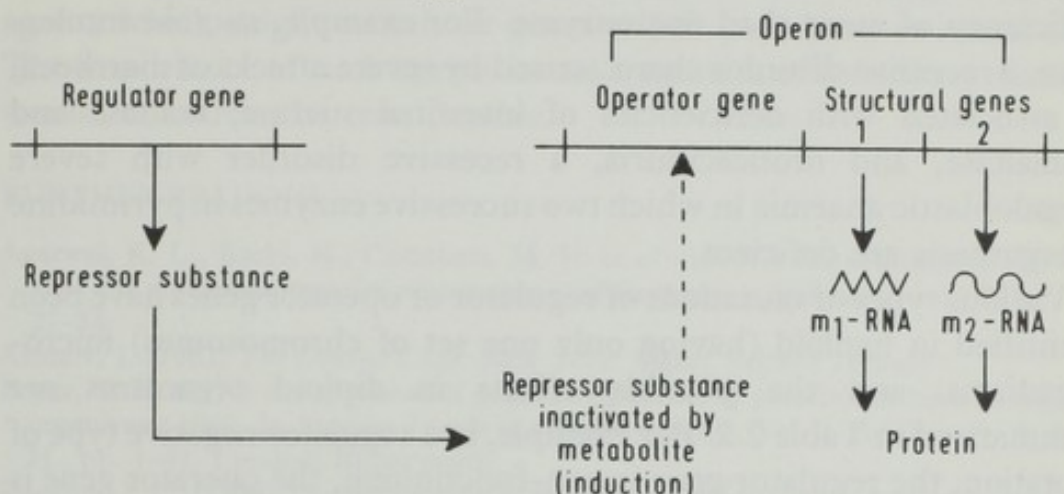 Operon
Regulator gene
Operator gene
Structural genes
1
2
Repressor substance
m1-RNA
m2-RNA
Repressor substance
inactivated by
metabolite
(induction)
Protein